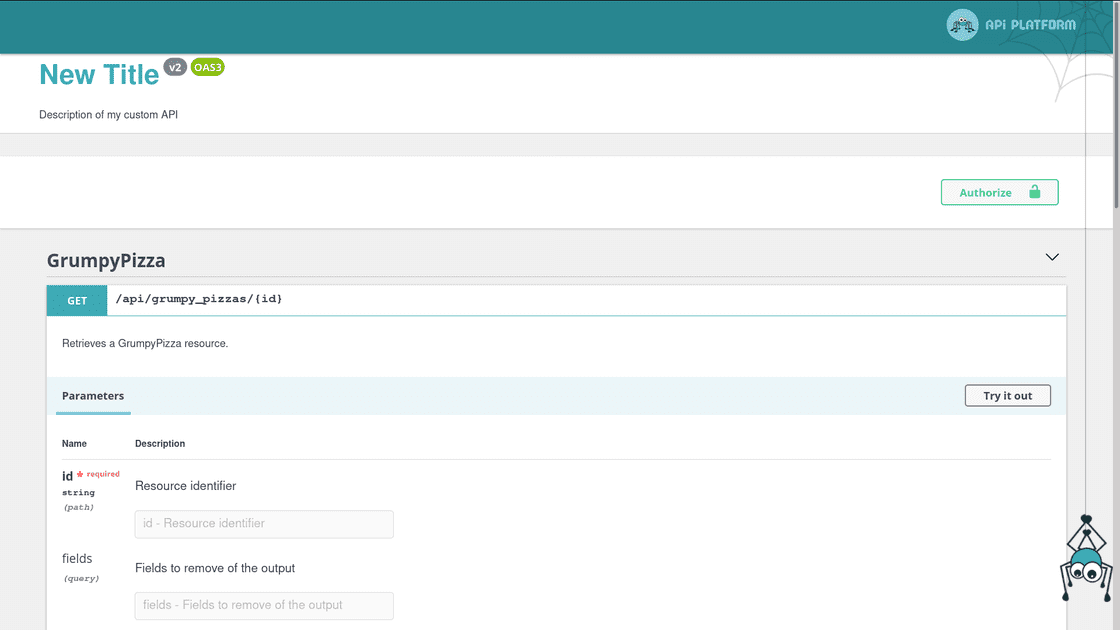 API PLATFORM
New Title v2 OAS3
Description of my custom API
Authorize
GrumpyPizza
GET /api/grumpy_pizzas/{id}
Retrieves a GrumpyPizza resource.
Parameters
Try it out
Name Description
id * required
string
(path)
Resource identifier
id - Resource identifier
fields
(query)
Fields to remove of the output
fields - Fields to remove of the output